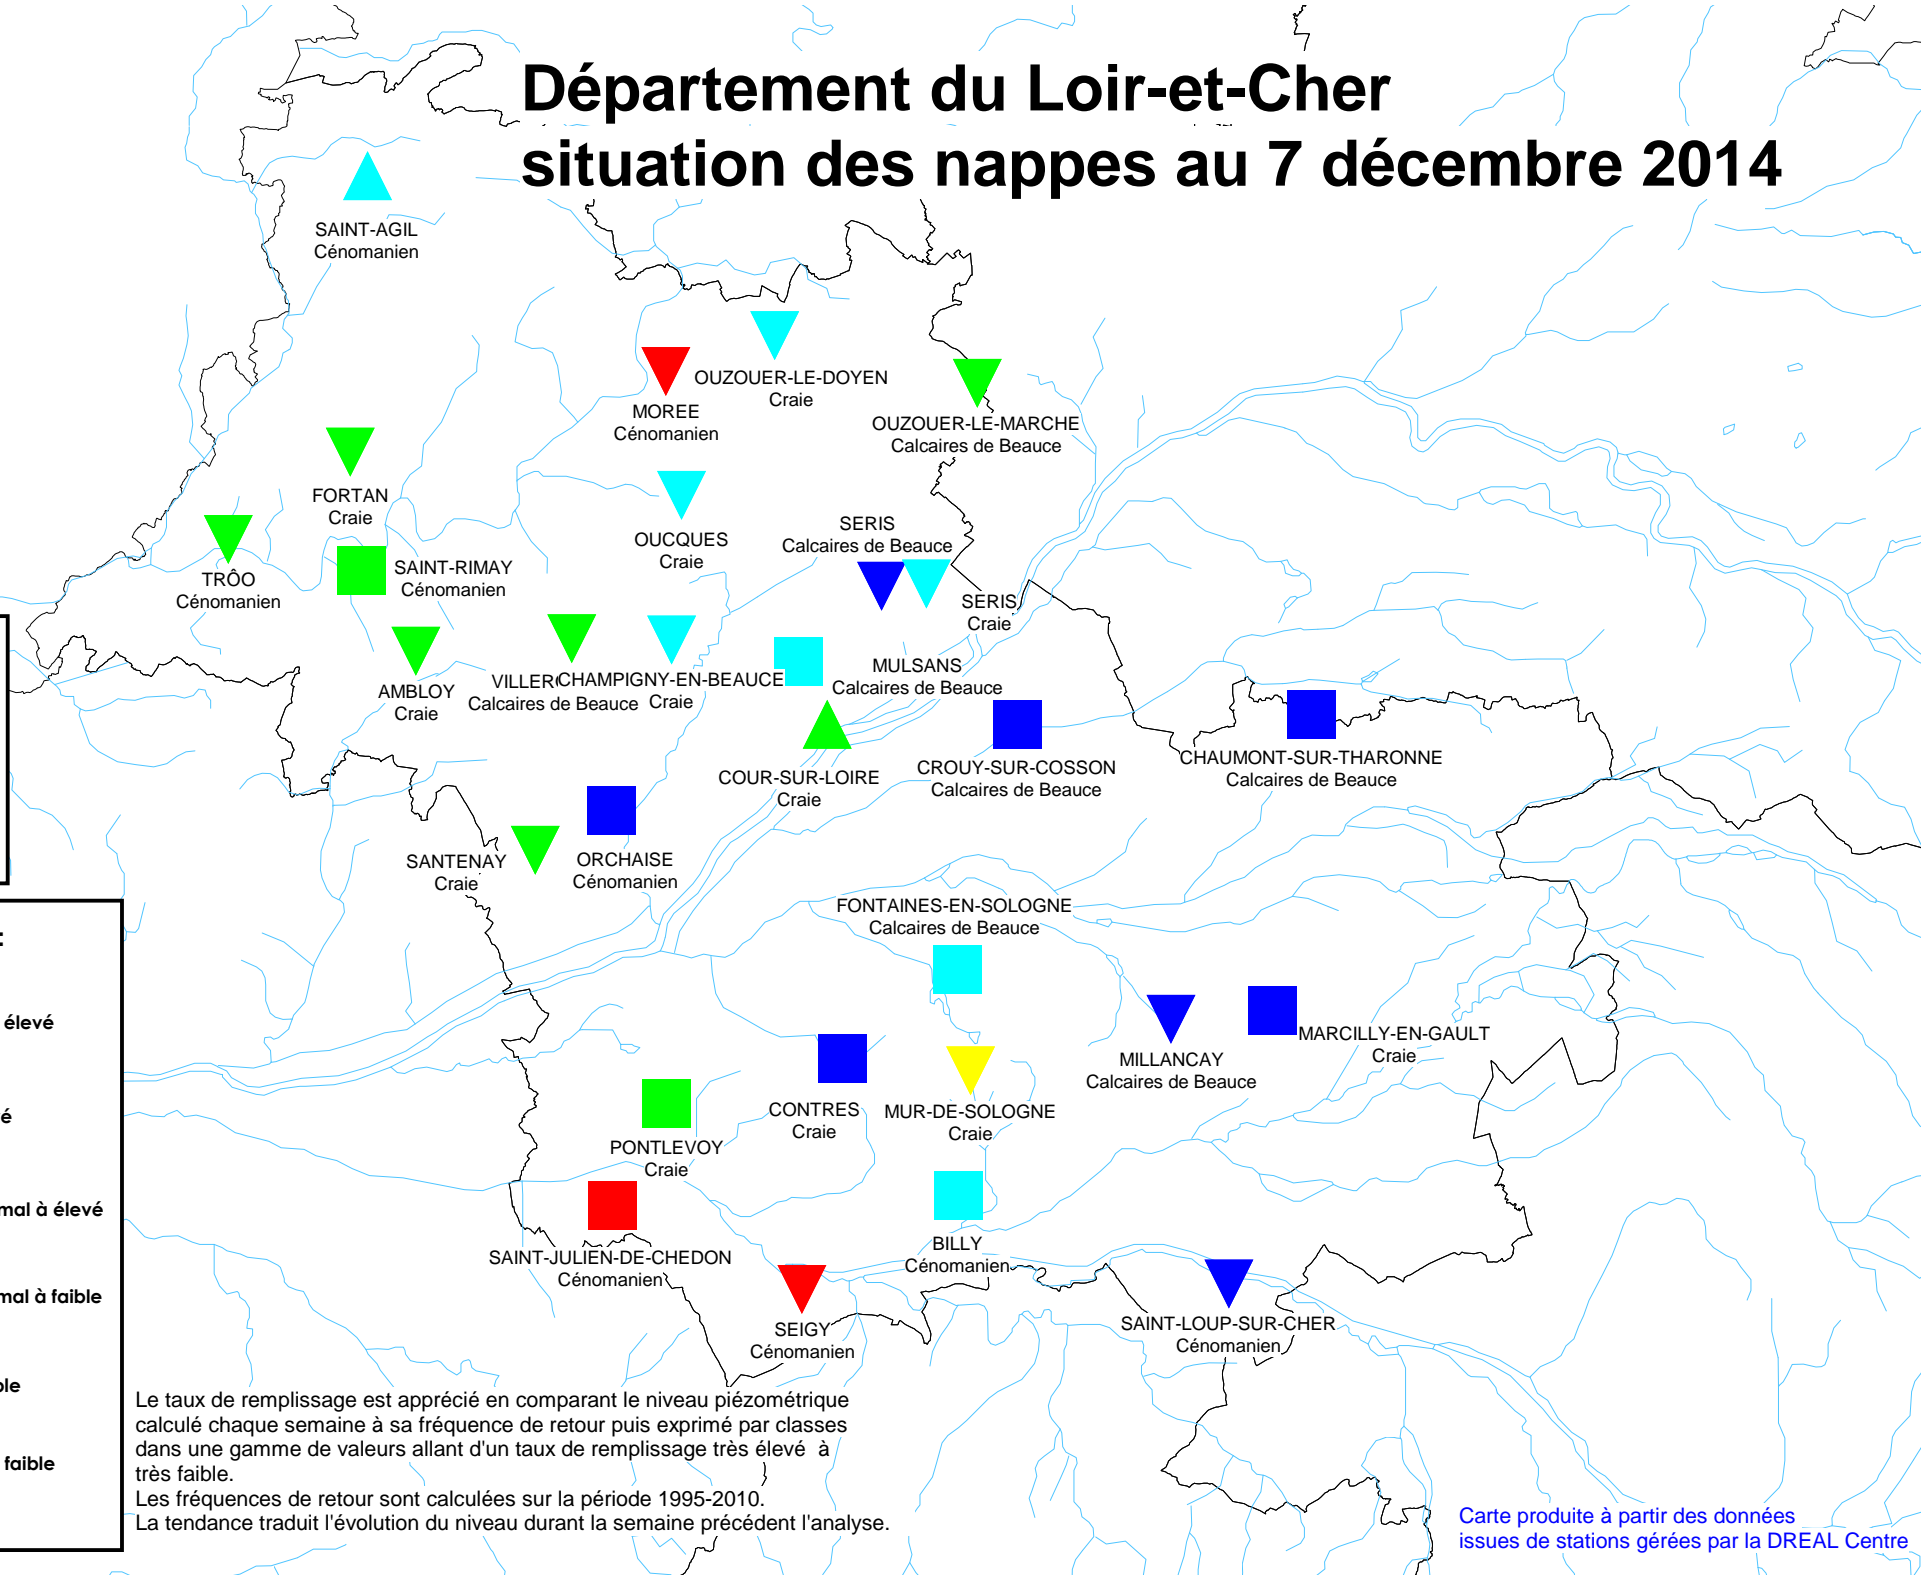 Département du Loir-et-Cher
situation des nappes au 7 décembre 2014
SAINT-AGIL
Cénomanien
OUZOUER-LE-DOYEN
Craie
MOREE
Cénomanien
OUZOUER-LE-MARCHE
Calcaires de Beauce
FORTAN
Craie
OUCQUES
Craie
SERIS
Calcaires de Beauce
TRÔO
Cénomanien
SAINT-RIMAY
Cénomanien
SERIS
Craie
AMBLOY
Craie
Calcaires de Beauce
CHAMPIGNY-EN-BEAUCE
Craie
MULSANS
Calcaires de Beauce
COUR-SUR-LOIRE
Craie
CROUY-SUR-COSSON
Calcaires de Beauce
CHAUMONT-SUR-THARONNE
Calcaires de Beauce
SANTENAY
Craie
ORCHAISE
Cénomanien
FONTAINES-EN-SOLOGNE
Calcaires de Beauce
MARCILLY-EN-GAULT
Craie
MILLANCAY
Calcaires de Beauce
CONTRES
Craie
MUR-DE-SOLOGNE
Craie
PONTLEVOY
Craie
SAINT-JULIEN-DE-CHEDON
Cénomanien
BILLY
Cénomanien
SEIGY
Cénomanien
SAINT-LOUP-SUR-CHER
Cénomanien
:
élevé
à élevé
à faible
faible
Le taux de remplissage est apprécié en comparant le niveau piézométrique
calculé chaque semaine à sa fréquence de retour puis exprimé par classes
dans une gamme de valeurs allant d'un taux de remplissage très élevé à
très faible.
Les fréquences de retour sont calculées sur la période 1995-2010.
La tendance traduit l'évolution du niveau durant la semaine précédent l'analyse.
Carte produite à partir des données
issues de stations gérées par la DREAL Centre